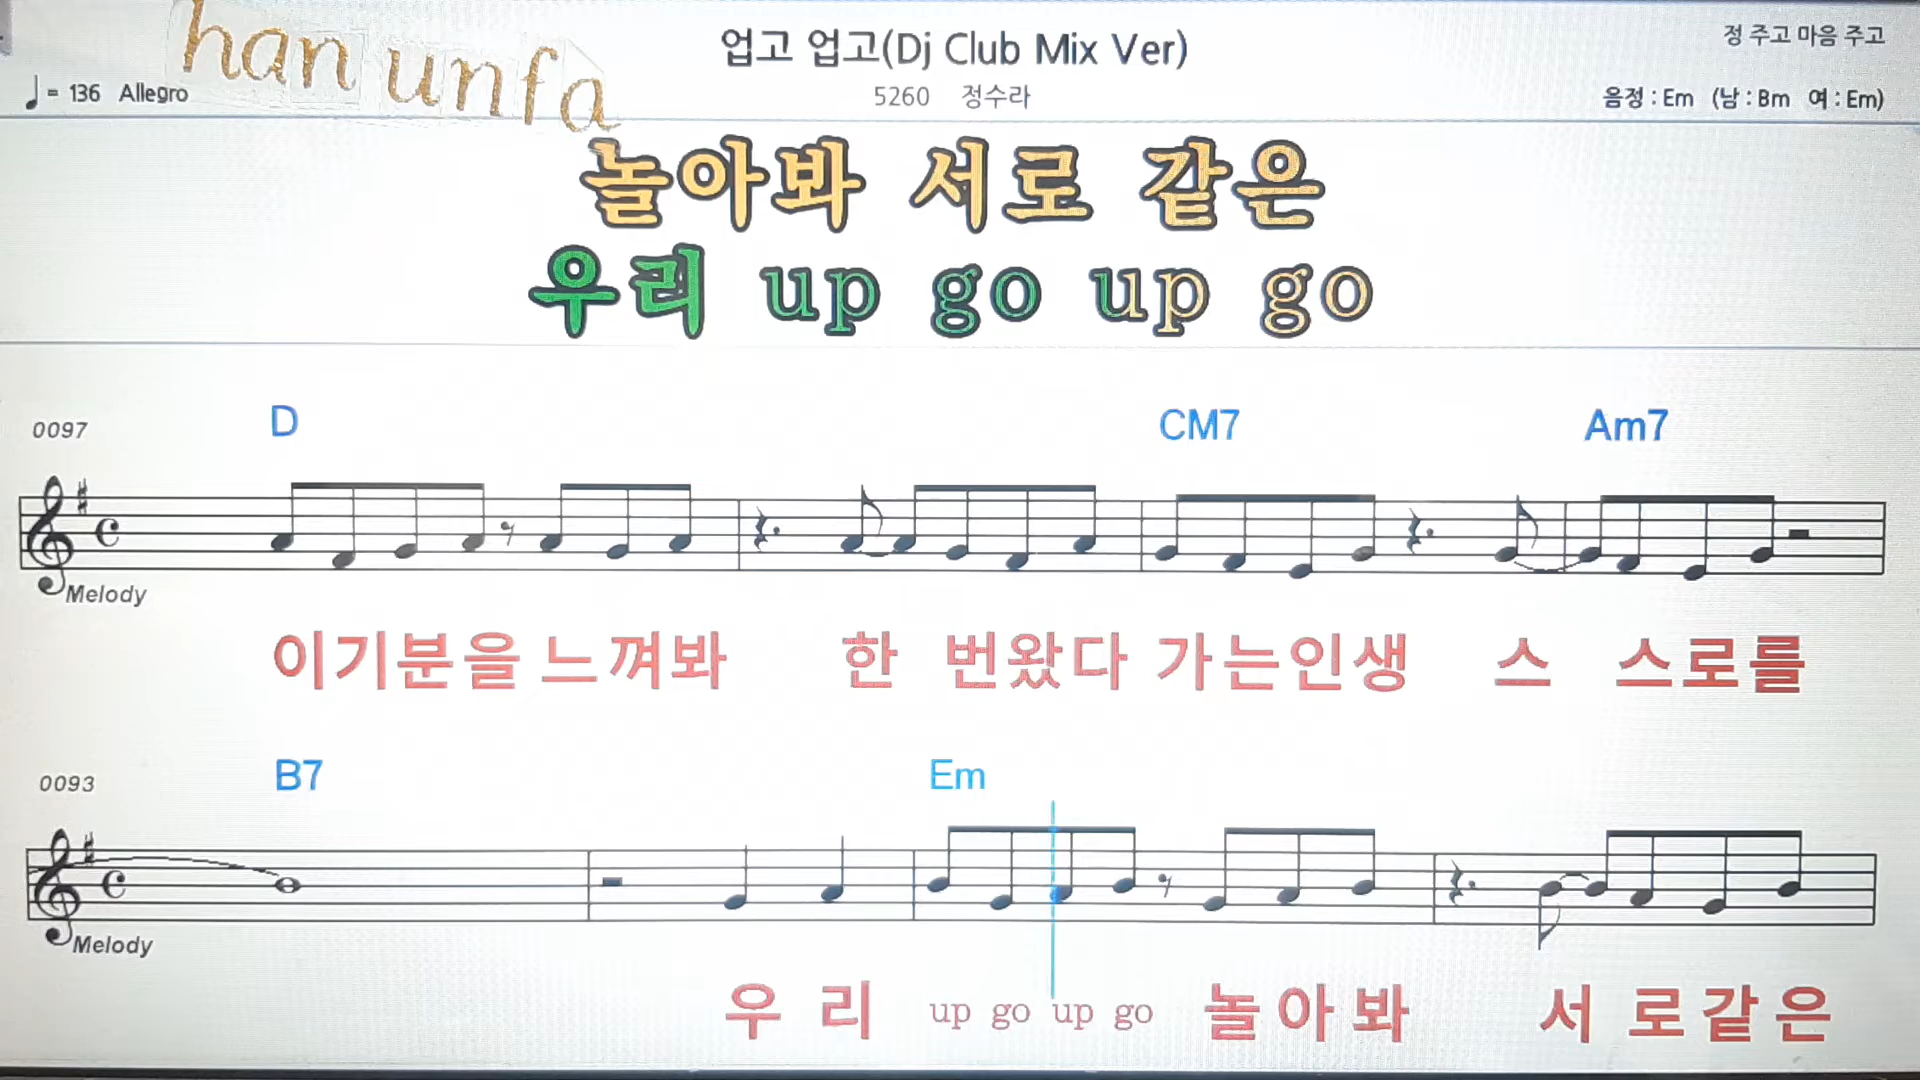 han unfa
업고 업고(Dj Club Mix Ver)
정 주고 마음 주고
♩= 136 Allegro
5260 정수라
음정 : Em (남 : Bm 여 : Em)
놀아봐 서로 같은
우리 up go up go
0097 D CM7 Am7
Melody
이기분을 느껴봐 한 번왔다 가는인생 스 스로를
0093 B7 Em
Melody
우 리 up go up go 놀아봐 서 로같은